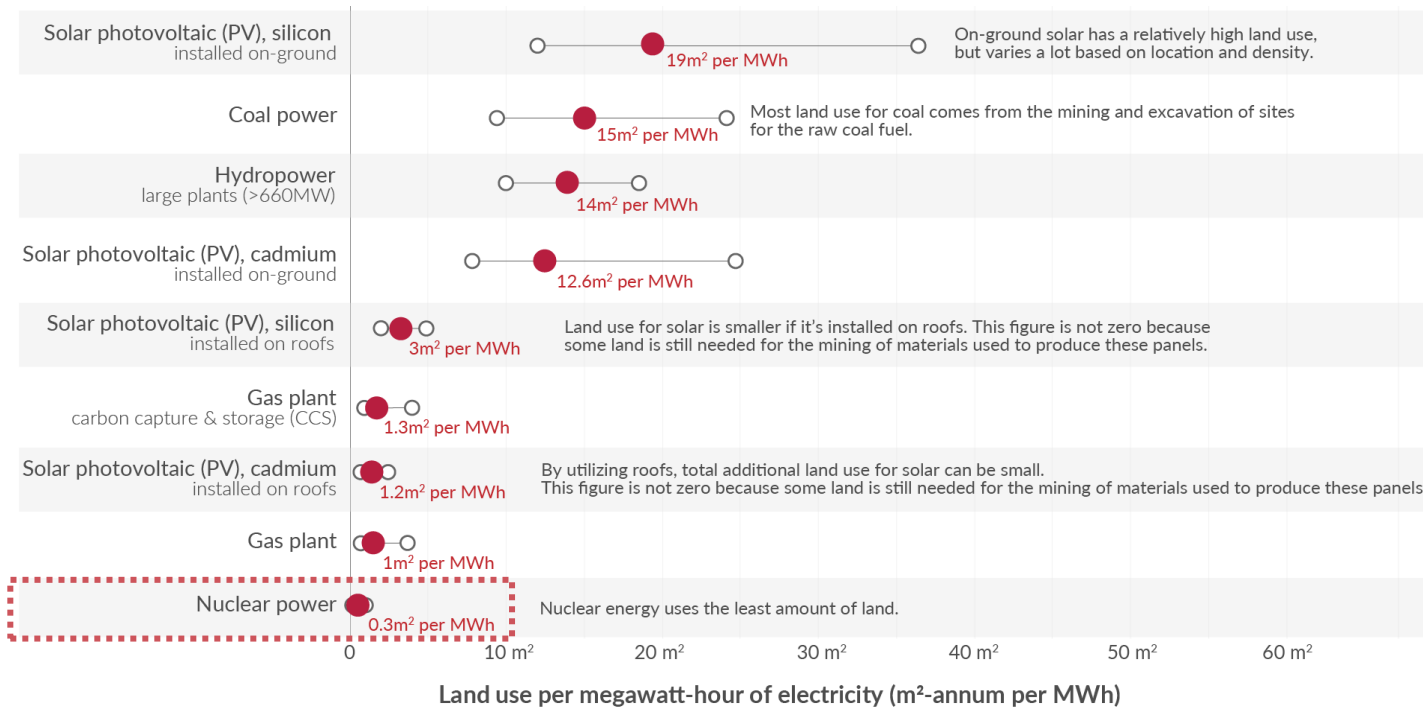 Solar photovoltaic (PV), silicon
installed on-ground
19m² per MWh
On-ground solar has a relatively high land use,
but varies a lot based on location and density.
Coal power
15m² per MWh
Most land use for coal comes from the mining and excavation of sites
for the raw coal fuel.
Hydropower
large plants (>660MW)
14m² per MWh
Solar photovoltaic (PV), cadmium
installed on-ground
12.6m² per MWh
Solar photovoltaic (PV), silicon
installed on roofs
3m² per MWh
Land use for solar is smaller if it's installed on roofs. This figure is not zero because
some land is still needed for the mining of materials used to produce these panels.
Gas plant
carbon capture & storage (CCS)
1.3m² per MWh
Solar photovoltaic (PV), cadmium
installed on roofs
1.2m² per MWh
By utilizing roofs, total additional land use for solar can be small.
This figure is not zero because some land is still needed for the mining of materials used to produce these panels
Gas plant
1m² per MWh
Nuclear power
0.3m² per MWh
Nuclear energy uses the least amount of land.
0 10 m² 20 m² 30 m² 40 m² 50 m² 60 m²
Land use per megawatt-hour of electricity (m²-annum per MWh)